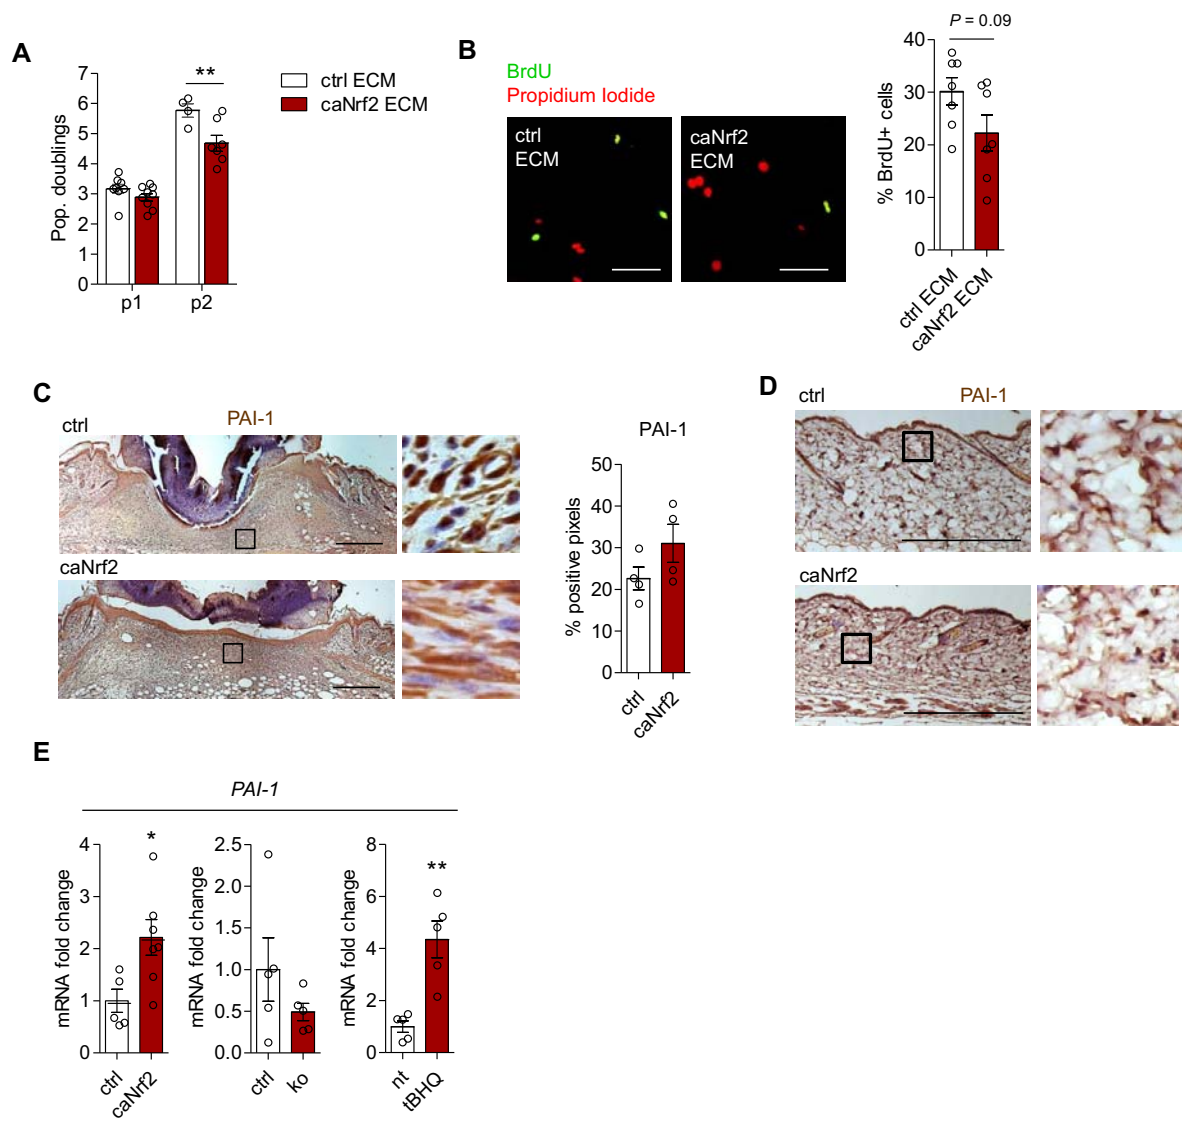 A
7
6
5
4
3
2
1
0
Pop. doublings
**
p1
p2
ctrl ECM
caNrf2 ECM
B
BrdU
Propidium Iodide
ctrl
ECM
caNrf2
ECM
P = 0.09
40
30
20
10
0
% BrdU+ cells
ctrl ECM
caNrf2 ECM
C
ctrl
PAI-1
caNrf2
PAI-1
50
40
30
20
10
0
% positive pixels
ctrl
caNrf2
D
ctrl
PAI-1
caNrf2
E
PAI-1
4
3
2
1
0
mRNA fold change
*
ctrl
caNrf2
2.5
2.0
1.5
1.0
0.5
0.0
mRNA fold change
ctrl
ko
8
6
4
2
0
mRNA fold change
**
nt
tBHQ